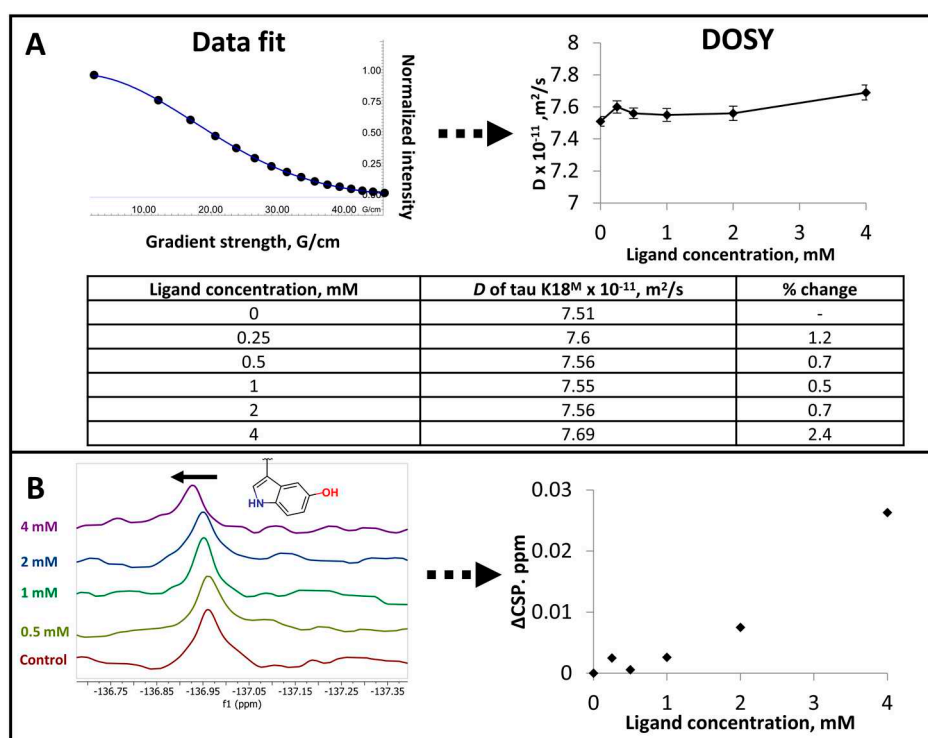 A
Data fit
DOSY
1.00
0.75
0.50
0.25
0.00
Normalized intensity
10.00 20.00 30.00 40.00 G/cm
Gradient strength, G/cm
8
7.8
7.6
7.4
7.2
7
D x 10-11 ,m2/s
0 1 2 3 4
Ligand concentration, mM
Ligand concentration, mM D of tau K18M x 10-11, m2/s % change
0 7.51 -
0.25 7.6 1.2
0.5 7.56 0.7
1 7.55 0.5
2 7.56 0.7
4 7.69 2.4
B
NH
OH
4 mM
2 mM
1 mM
0.5 mM
Control
-136.75 -136.85 -136.95 -137.05 -137.15 -137.25 -137.35
f1 (ppm)
0.03
0.02
0.01
0
ΔCSP. ppm
0 1 2 3 4
Ligand concentration, mM